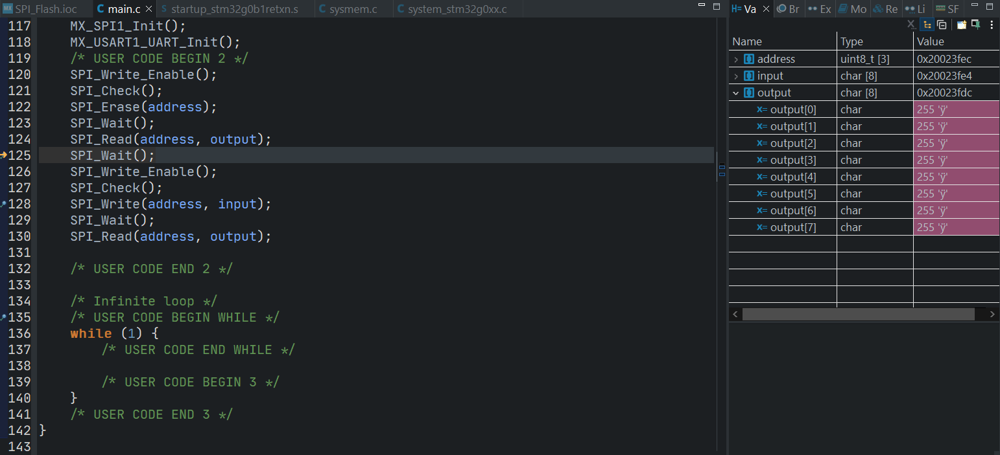 MX SPI_Flash.ioc C main.c S startup_stm32g0b1retxn.s C sysmem.c C system_stm32g0xx.c
117 MX_SPI1_Init();
118 MX_USART1_UART_Init();
119 /* USER CODE BEGIN 2 */
120 SPI_Write_Enable();
121 SPI_Check();
122 SPI_Erase(address);
123 SPI_Wait();
124 SPI_Read(address, output);
125 SPI_Wait();
126 SPI_Write_Enable();
127 SPI_Check();
128 SPI_Write(address, input);
129 SPI_Wait();
130 SPI_Read(address, output);
131
132 /* USER CODE END 2 */
133
134 /* Infinite loop */
135 /* USER CODE BEGIN WHILE */
136 while (1) {
137 /* USER CODE END WHILE */
138
139 /* USER CODE BEGIN 3 */
140 }
141 /* USER CODE END 3 */
142 }
143
Va Br Ex Mo Re Li SF
Name Type Value
address uint8_t [3] 0x20023fec
input char [8] 0x20023fe4
output char [8] 0x20023fdc
x= output[0] char 255 'ÿ'
x= output[1] char 255 'ÿ'
x= output[2] char 255 'ÿ'
x= output[3] char 255 'ÿ'
x= output[4] char 255 'ÿ'
x= output[5] char 255 'ÿ'
x= output[6] char 255 'ÿ'
x= output[7] char 255 'ÿ'